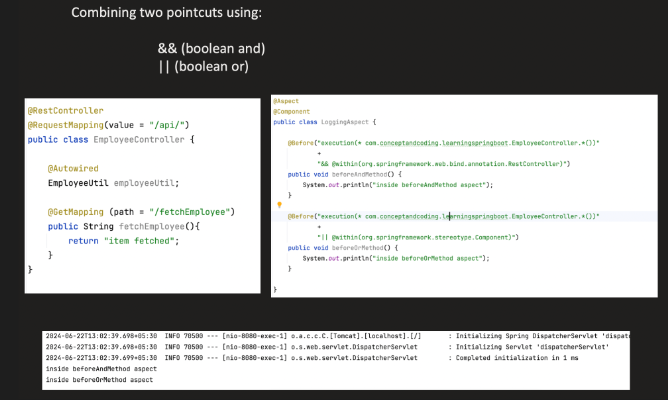 Combining two pointcuts using:
&& (boolean and)
|| (boolean or)
@RestController
@RequestMapping(value = "/api/")
public class EmployeeController {
@Autowired
EmployeeUtil employeeUtil;
@GetMapping (path = "/fetchEmployee")
public String fetchEmployee(){
return "item fetched";
}
}
@Aspect
@Component
public class LoggingAspect {
@Before("execution(* com.conceptandcoding.learningspringboot.EmployeeController.*())"
+
"&& @within(org.springframework.web.bind.annotation.RestController)")
public void beforeAndMethod() {
System.out.println("inside beforeAndMethod aspect");
}
@Before("execution(* com.conceptandcoding.learningspringboot.EmployeeController.*())"
+
"|| @within(org.springframework.stereotype.Component)")
public void beforeOrMethod() {
System.out.println("inside beforeOrMethod aspect");
}
}
2024-06-22T13:02:39.698+05:30 INFO 70500 --- [nio-8080-exec-1] o.a.c.c.C.[Tomcat].[localhost].[/] : Initializing Spring DispatcherServlet 'dispatc
2024-06-22T13:02:39.698+05:30 INFO 70500 --- [nio-8080-exec-1] o.s.web.servlet.DispatcherServlet : Initializing Servlet 'dispatcherServlet'
2024-06-22T13:02:39.699+05:30 INFO 70500 --- [nio-8080-exec-1] o.s.web.servlet.DispatcherServlet : Completed initialization in 1 ms
inside beforeAndMethod aspect
inside beforeOrMethod aspect